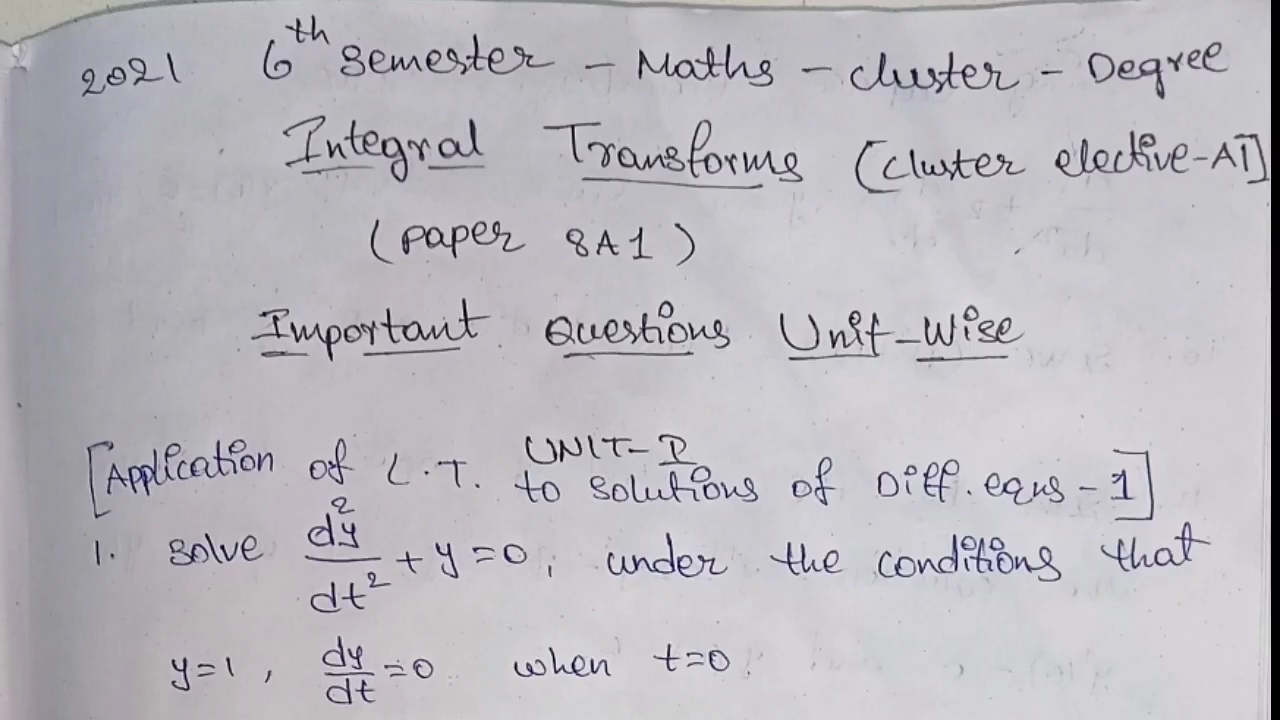 2021 6th Semester - Maths - cluster - Degree
Integral Transforms (cluster elective-A1]
(paper 8A1)
Important Questions Unit-Wise
UNIT-I
[Application of L.T. to solutions of Diff. eqns - 1]
1. solve d²y/dt² + y = 0, under the conditions that
y=1, dy/dt = 0 when t=0